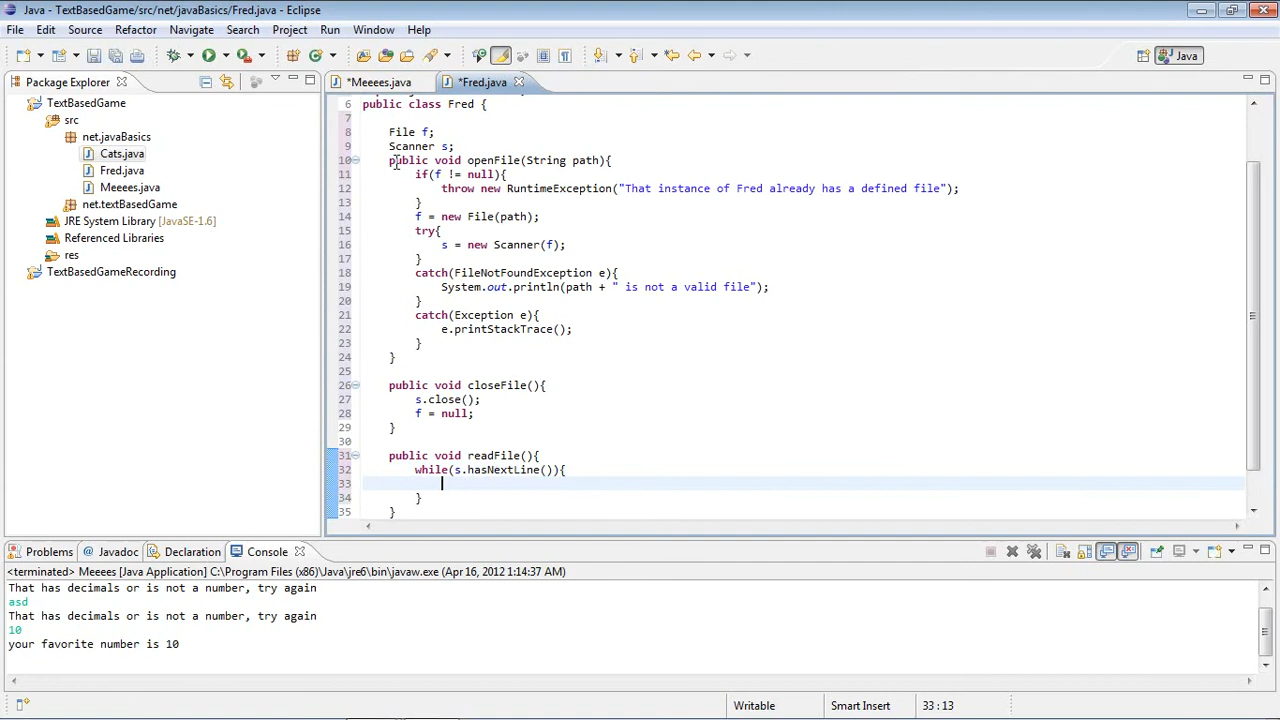 Java - TextBasedGame/src/net/javaBasics/Fred.java - Eclipse
File Edit Source Refactor Navigate Search Project Run Window Help
Java
Package Explorer
*Meeees.java *Fred.java
TextBasedGame
src
net.javaBasics
Cats.java
Fred.java
Meeees.java
net.textBasedGame
JRE System Library [JavaSE-1.6]
Referenced Libraries
res
TextBasedGameRecording
6 public class Fred {
7
8 File f;
9 Scanner s;
10 public void openFile(String path){
11 if(f != null){
12 throw new RuntimeException("That instance of Fred already has a defined file");
13 }
14 f = new File(path);
15 try{
16 s = new Scanner(f);
17 }
18 catch(FileNotFoundException e){
19 System.out.println(path + " is not a valid file");
20 }
21 catch(Exception e){
22 e.printStackTrace();
23 }
24 }
25
26 public void closeFile(){
27 s.close();
28 f = null;
29 }
30
31 public void readFile(){
32 while(s.hasNextLine()){
33
34 }
35 }
Problems Javadoc Declaration Console
<terminated> Meeees [Java Application] C:\Program Files (x86)\Java\jre6\bin\javaw.exe (Apr 16, 2012 1:14:37 AM)
That has decimals or is not a number, try again
asd
That has decimals or is not a number, try again
10
your favorite number is 10
Writable Smart Insert 33 : 13